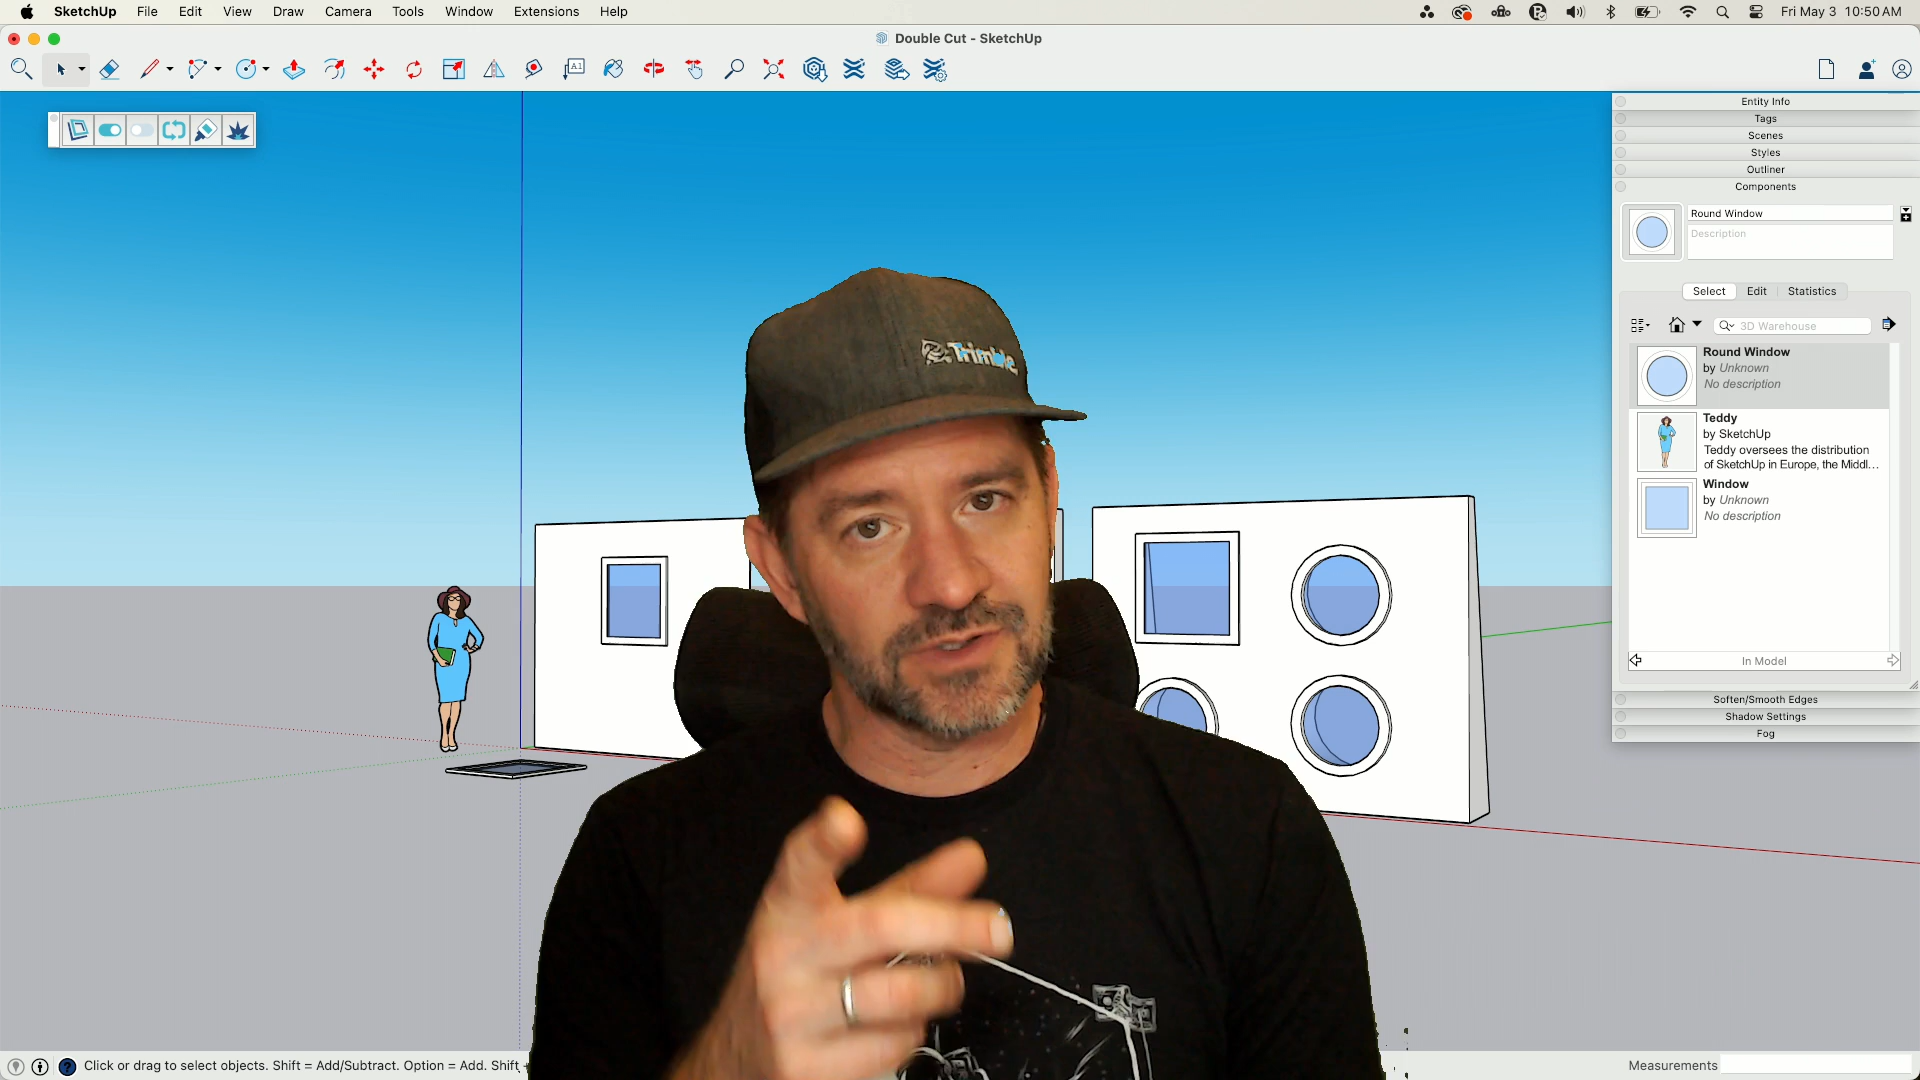 SketchUp File Edit View Draw Camera Tools Window Extensions Help
Fri May 3 10:50 AM
Double Cut - SketchUp
A1
Entity Info
Tags
Scenes
Styles
Outliner
Components
Round Window
Description
Select Edit Statistics
3D Warehouse
Round Window
by Unknown
No description
Teddy
by SketchUp
Teddy oversees the distribution
of SketchUp in Europe, the Middl...
Window
by Unknown
No description
In Model
Soften/Smooth Edges
Shadow Settings
Fog
Trimble
Click or drag to select objects. Shift = Add/Subtract. Option = Add. Shift
Measurements